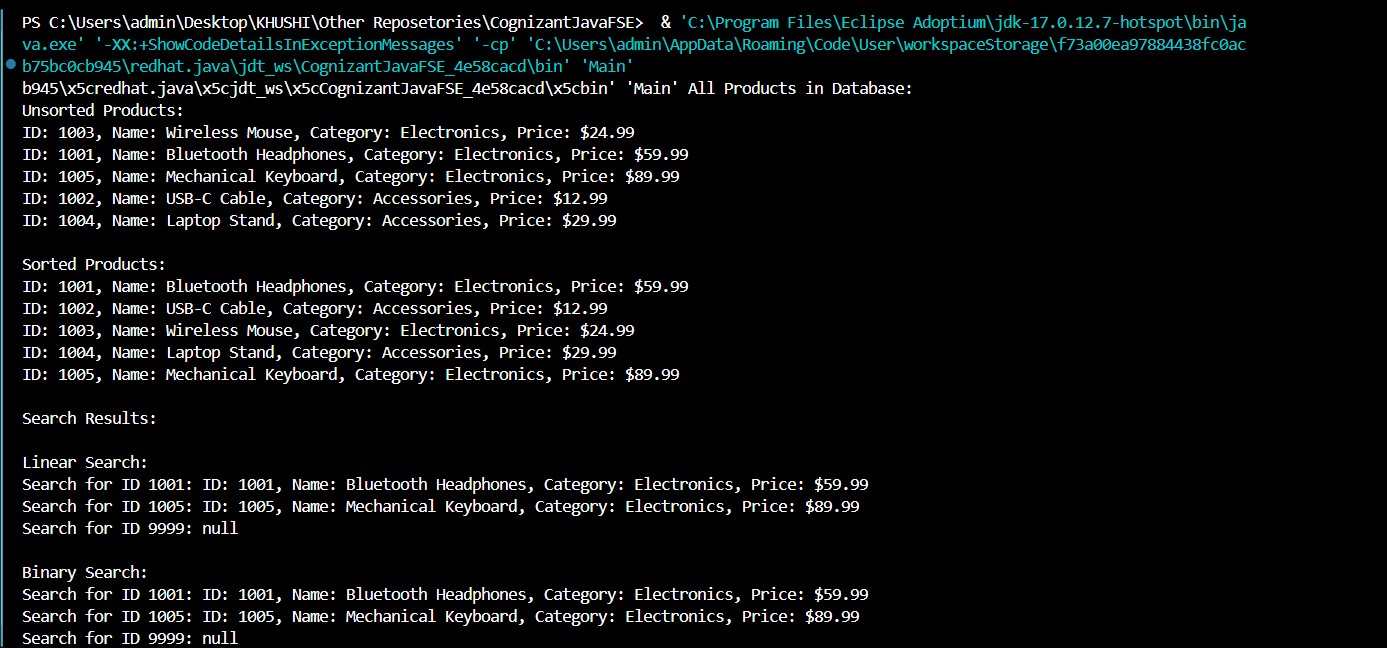 PS C:\Users\admin\Desktop\KHUSHI\Other Reposetories\CognizantJavaFSE>  & 'C:\Program Files\Eclipse Adoptium\jdk-17.0.12.7-hotspot\bin\ja
va.exe' '-XX:+ShowCodeDetailsInExceptionMessages' '-cp' 'C:\Users\admin\AppData\Roaming\Code\User\workspaceStorage\f73a00ea97884438fc0ac
b75bc0cb945\redhat.java\jdt_ws\CognizantJavaFSE_4e58cacd\bin' 'Main'
b945\x5credhat.java\x5cjdt_ws\x5cCognizantJavaFSE_4e58cacd\x5cbin' 'Main' All Products in Database:
Unsorted Products:
ID: 1003, Name: Wireless Mouse, Category: Electronics, Price: $24.99
ID: 1001, Name: Bluetooth Headphones, Category: Electronics, Price: $59.99
ID: 1005, Name: Mechanical Keyboard, Category: Electronics, Price: $89.99
ID: 1002, Name: USB-C Cable, Category: Accessories, Price: $12.99
ID: 1004, Name: Laptop Stand, Category: Accessories, Price: $29.99

Sorted Products:
ID: 1001, Name: Bluetooth Headphones, Category: Electronics, Price: $59.99
ID: 1002, Name: USB-C Cable, Category: Accessories, Price: $12.99
ID: 1003, Name: Wireless Mouse, Category: Electronics, Price: $24.99
ID: 1004, Name: Laptop Stand, Category: Accessories, Price: $29.99
ID: 1005, Name: Mechanical Keyboard, Category: Electronics, Price: $89.99

Search Results:

Linear Search:
Search for ID 1001: ID: 1001, Name: Bluetooth Headphones, Category: Electronics, Price: $59.99
Search for ID 1005: ID: 1005, Name: Mechanical Keyboard, Category: Electronics, Price: $89.99
Search for ID 9999: null

Binary Search:
Search for ID 1001: ID: 1001, Name: Bluetooth Headphones, Category: Electronics, Price: $59.99
Search for ID 1005: ID: 1005, Name: Mechanical Keyboard, Category: Electronics, Price: $89.99
Search for ID 9999: null